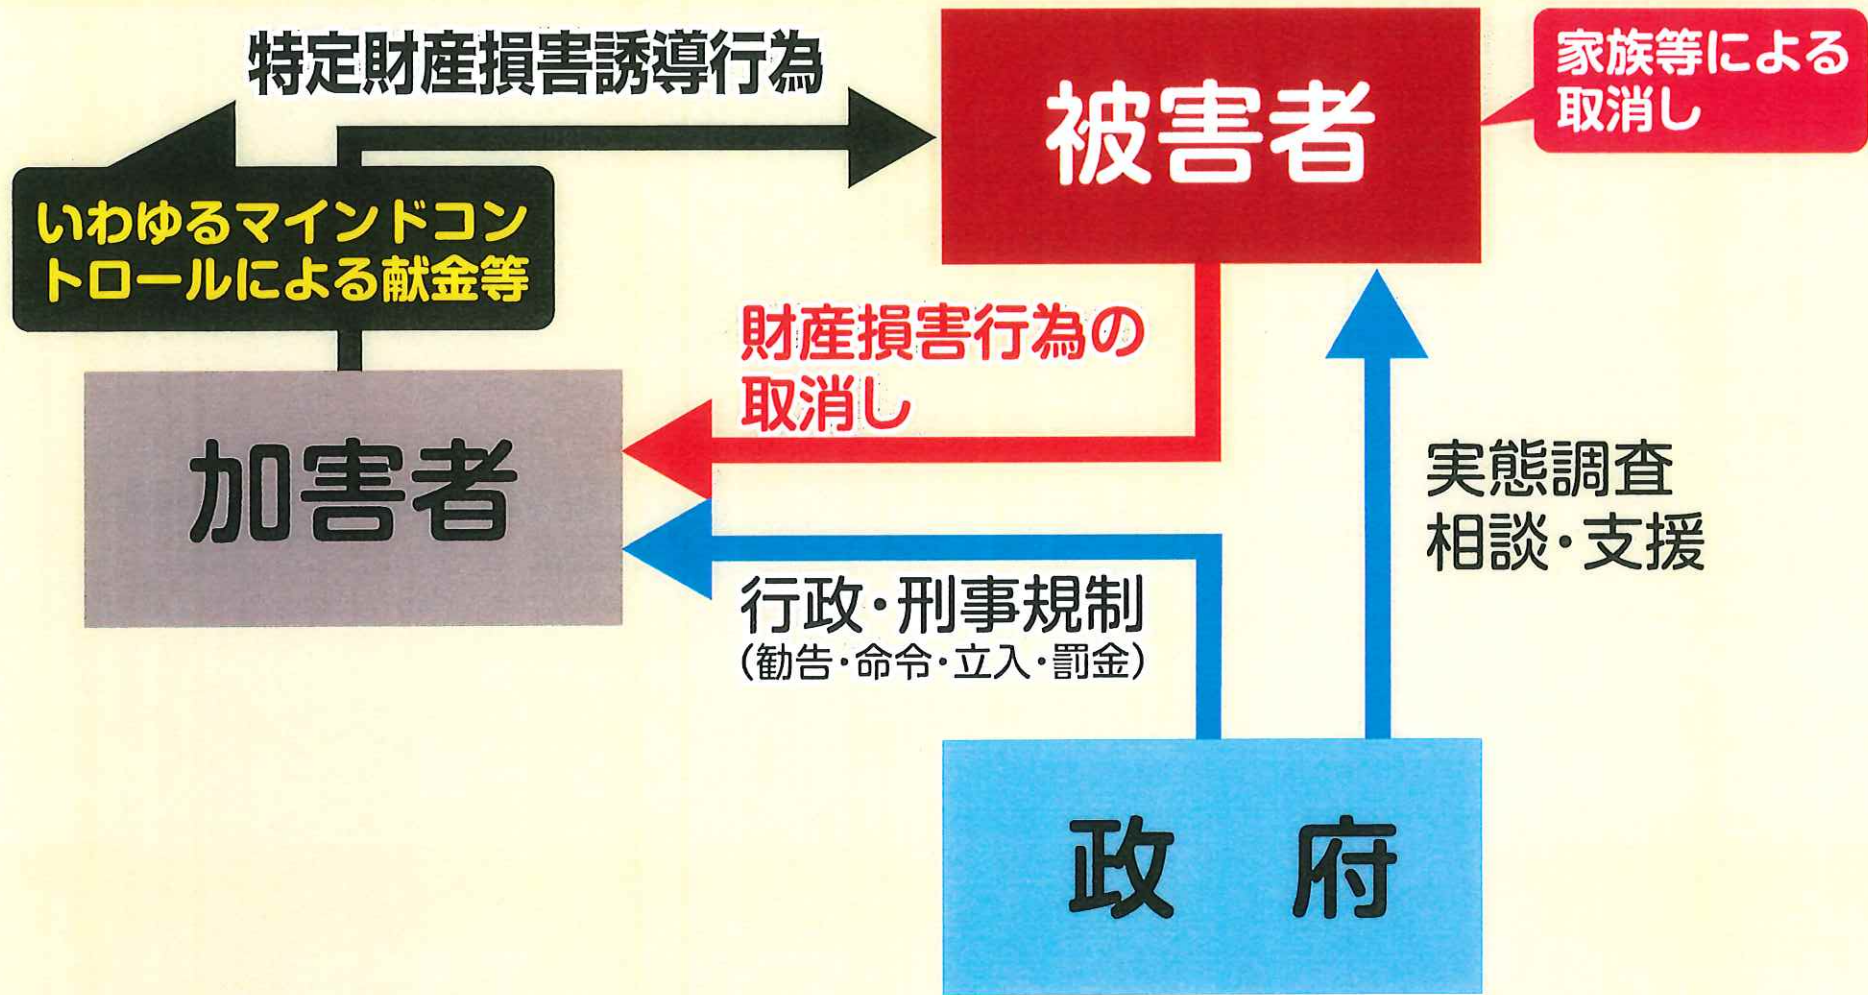 特定財産損害誘導行為
被害者
家族等による
取消し
いわゆるマインドコン
トロールによる献金等
財産損害行為の
取消し
加害者
実態調査
相談・支援
行政・刑事規制
(勧告・命令・立入・罰金)
政 府